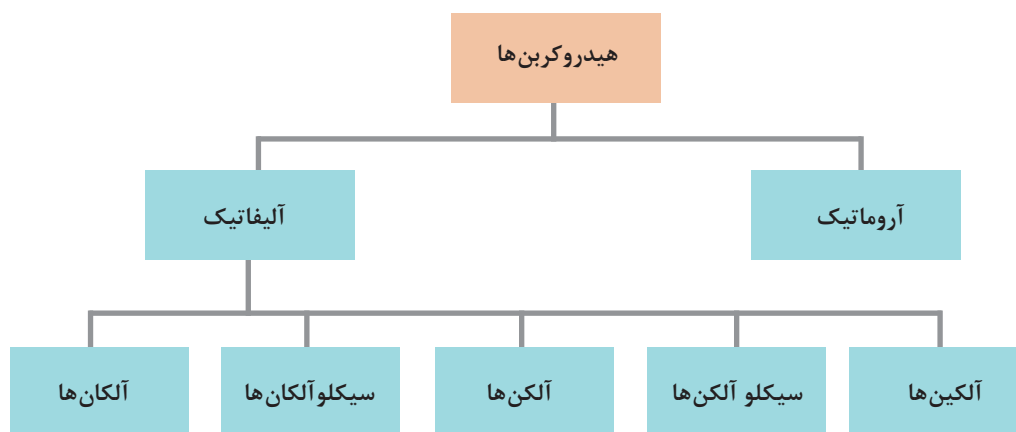 هیدروکربن‌ها
آروماتیک
آلیفاتیک
آلکین‌ها
سیکلو آلکن‌ها
آلکن‌ها
سیکلوآلکان‌ها
آلکان‌ها